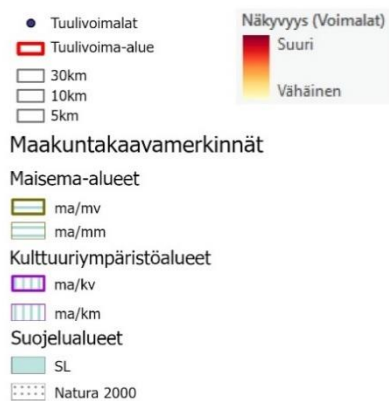 Tuulivoimalat
Tuulivoima-alue
30km
10km
5km
Näkyvyys (Voimalat)
Suuri
Vähäinen
Maakuntakaavamerkinnät
Maisema-alueet
ma/mv
ma/mm
Kulttuuriympäristöalueet
ma/kv
ma/km
Suojelualueet
SL
Natura 2000